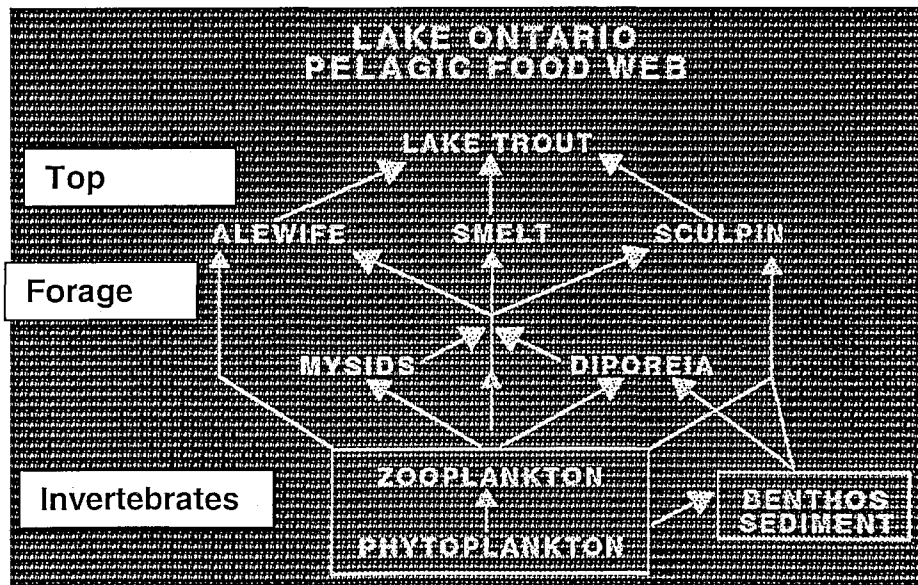 LAKE ONTARIO
PELAGIC FOOD WEB
LAKE TROUT
Top
ALEWIFE SMELT SCULPIN
Forage
MYSIDS DIPOREIA
ZOOPLANKTON
Invertebrates
BENTHOS
SEDIMENT
PHYTOPLANKTON